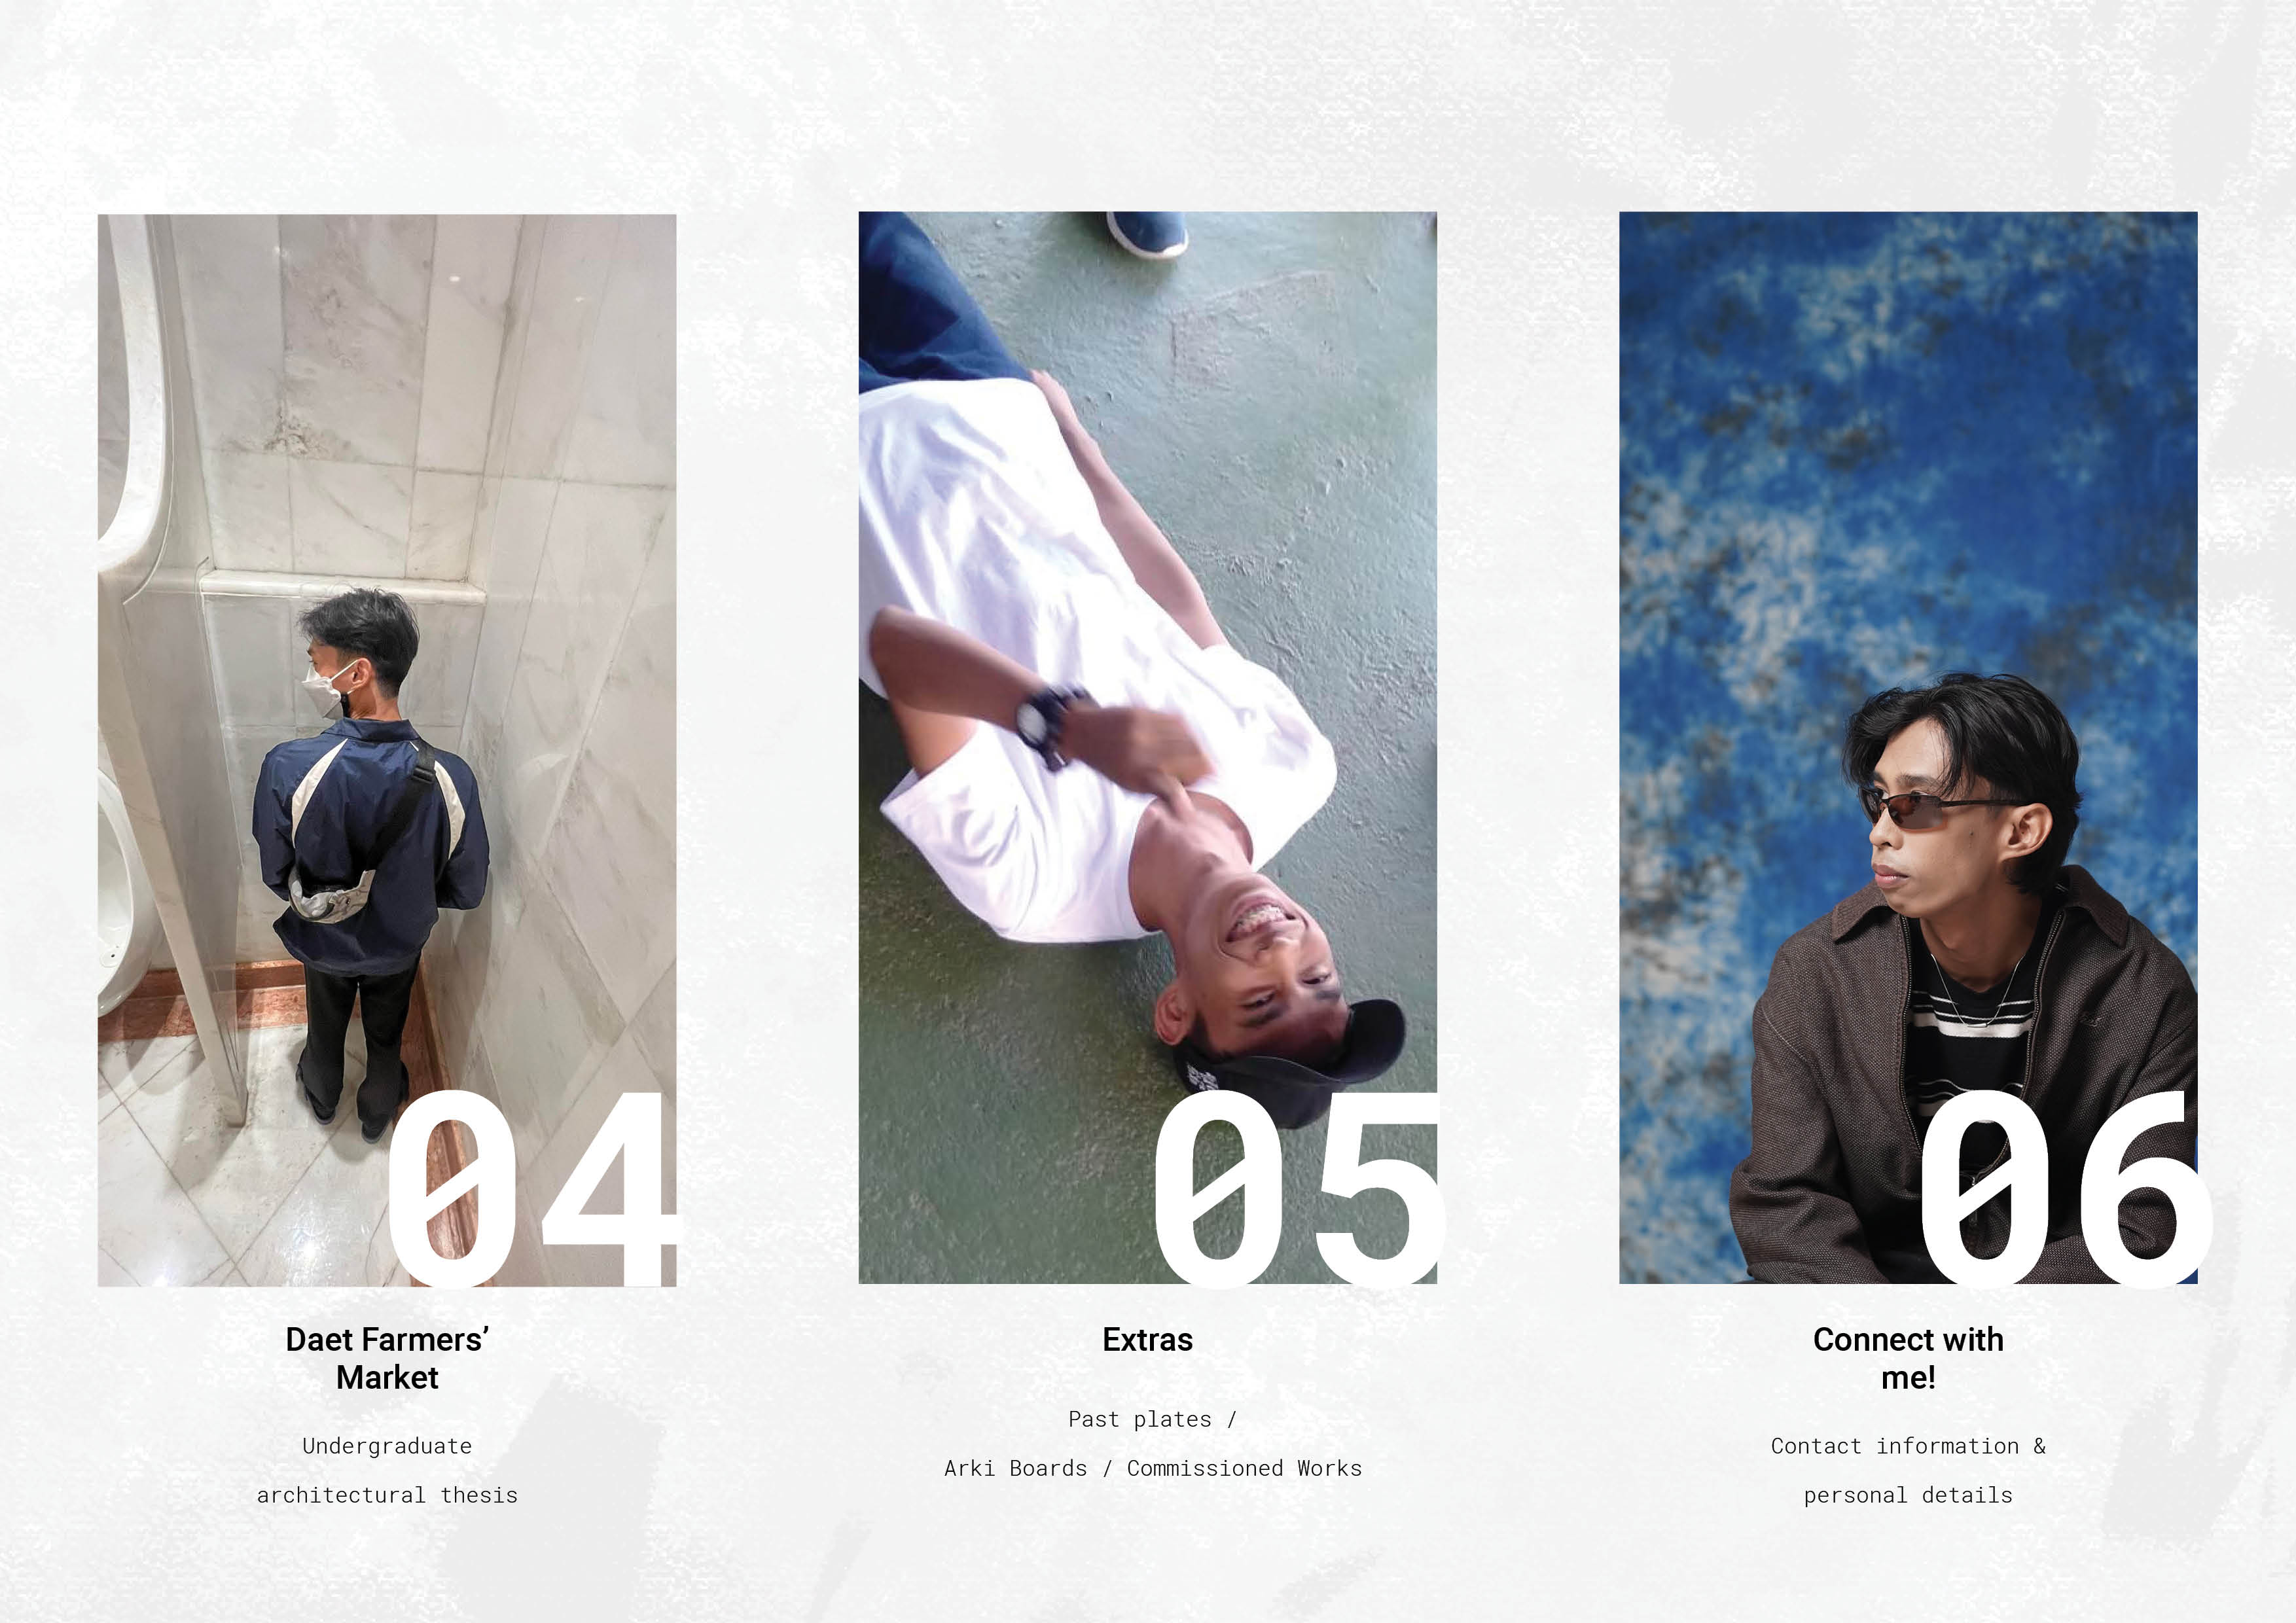 04
Daet Farmers’
Market
Undergraduate
architectural thesis
05
Extras
Past plates /
Arki Boards / Commissioned Works
06
Connect with
me!
Contact information &
personal details